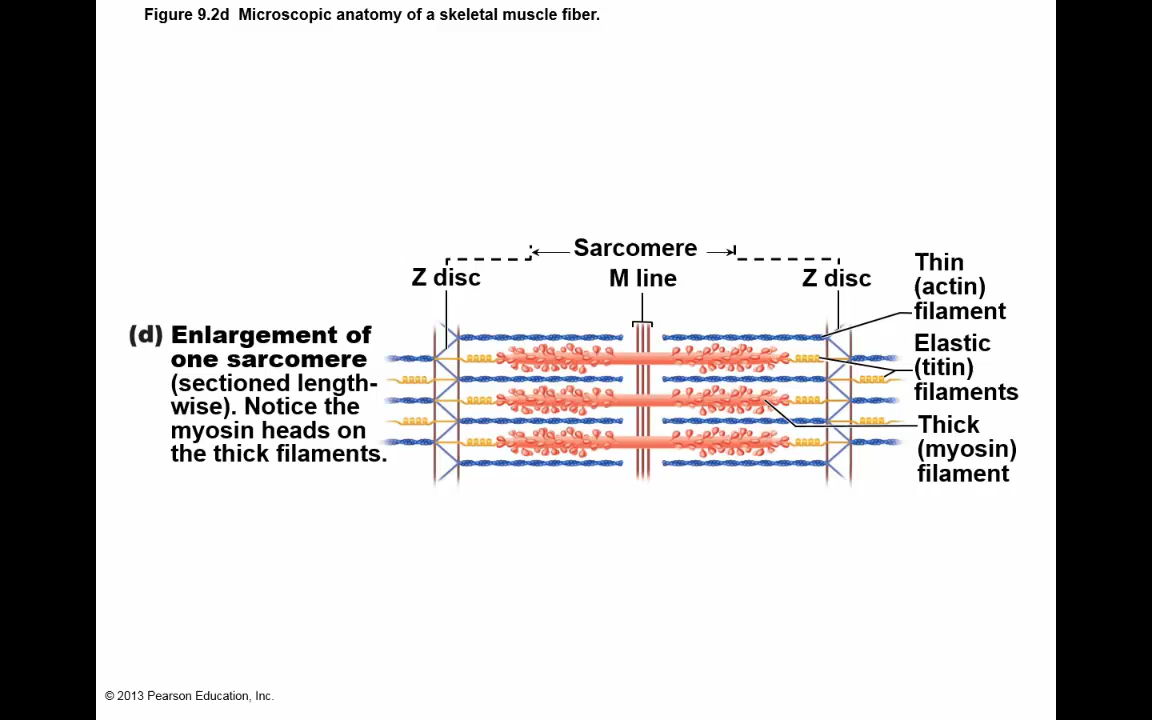 Figure 9.2d Microscopic anatomy of a skeletal muscle fiber.
Sarcomere
Z disc
M line
Z disc
Thin
(actin)
filament
Elastic
(titin)
filaments
Thick
(myosin)
filament
(d) Enlargement of
one sarcomere
(sectioned length-
wise). Notice the
myosin heads on
the thick filaments.
© 2013 Pearson Education, Inc.